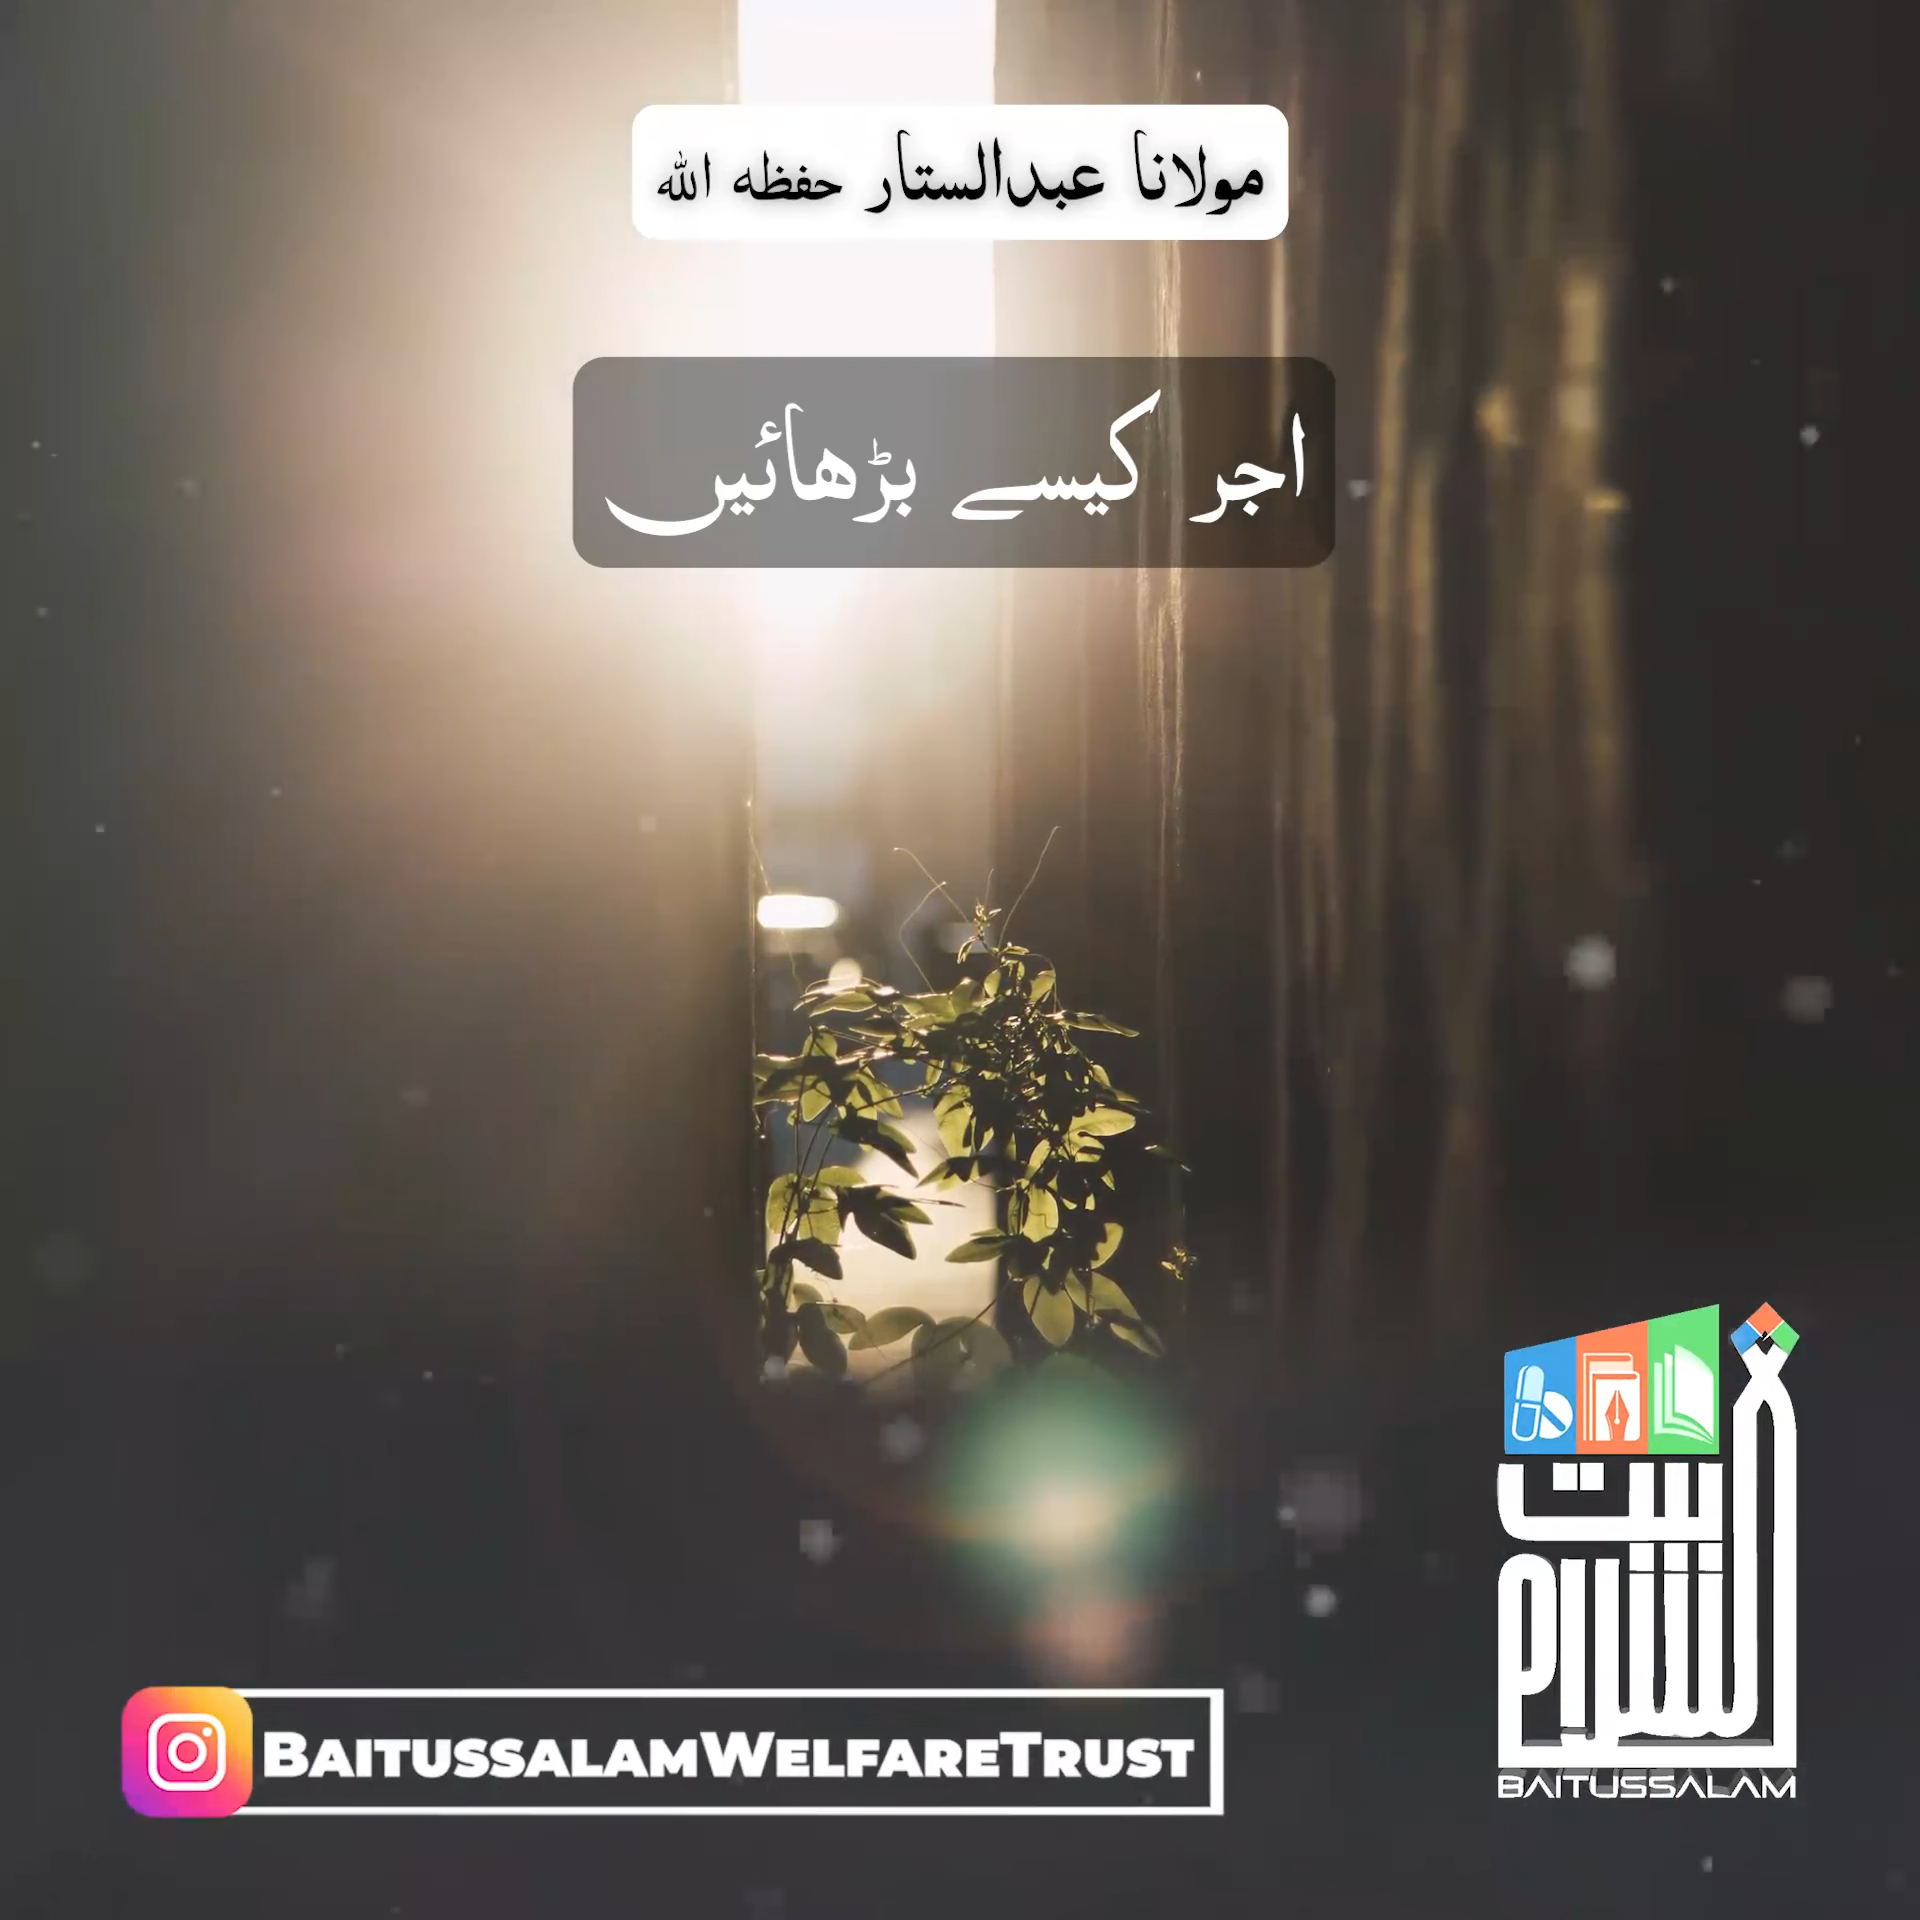 مولانا عبدالستار حفظہ اللہ
اجر کیسے بڑھائیں
بیت السلام
BAITUSSALAMWELFARETRUST
BAITUSSALAM